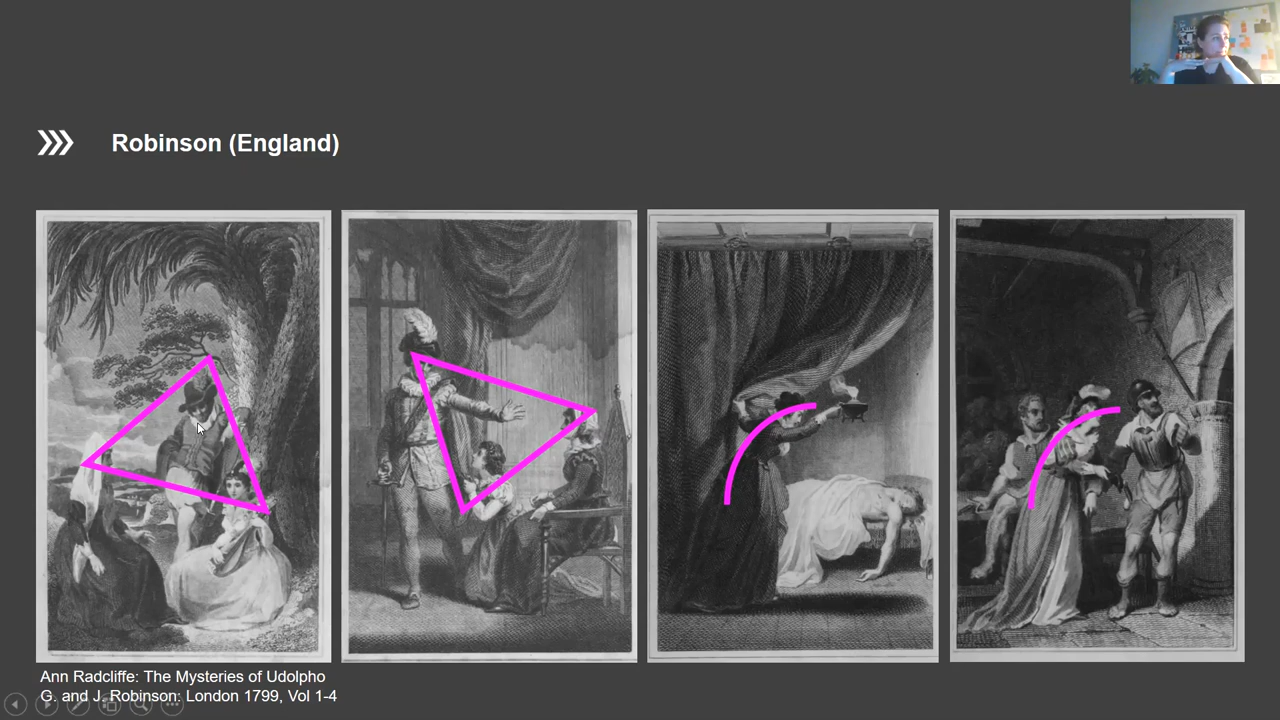 Robinson (England)
Ann Radcliffe: The Mysteries of Udolpho
G. and J. Robinson: London 1799, Vol 1-4